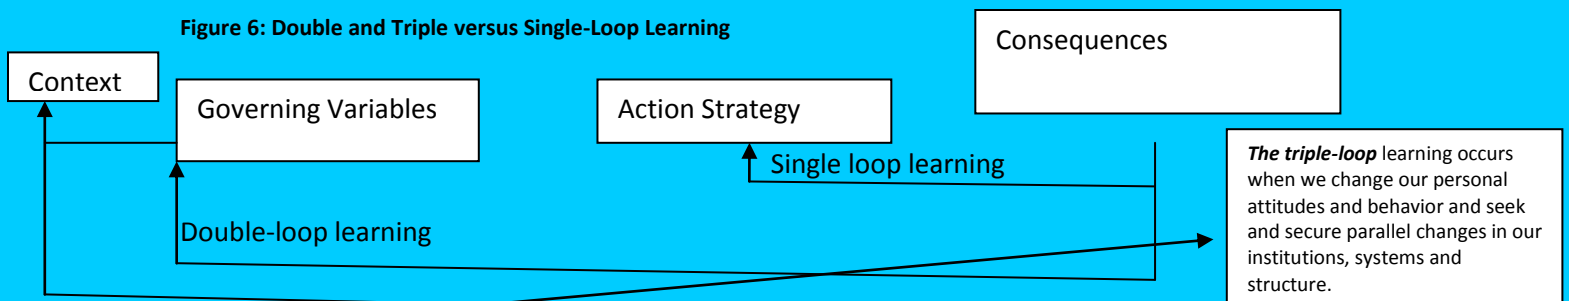 Figure 6: Double and Triple versus Single-Loop Learning
Consequences
Context
Governing Variables
Action Strategy
Single loop learning
Double-loop learning
The triple-loop learning occurs
when we change our personal
attitudes and behavior and seek
and secure parallel changes in our
institutions, systems and
structure.